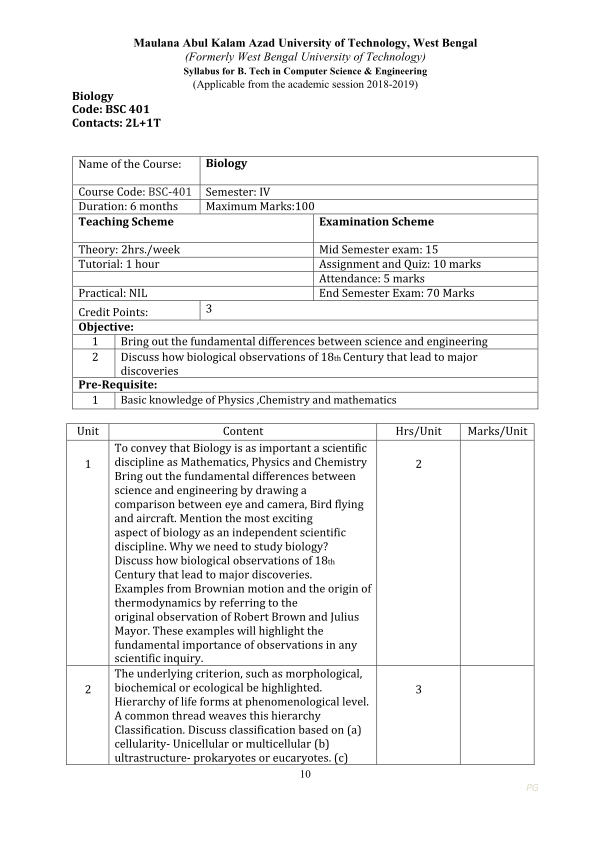 Maulana Abul Kalam Azad University of Technology, West Bengal
(Formerly West Bengal University of Technology)
Syllabus for B. Tech in Computer Science & Engineering
(Applicable from the academic session 2018-2019)
Biology
Code: BSC 401
Contacts: 2L+1T
Name of the Course: Biology
Course Code: BSC-401 Semester: IV
Duration: 6 months Maximum Marks:100
Teaching Scheme Examination Scheme
Theory: 2hrs./week Mid Semester exam: 15
Tutorial: 1 hour Assignment and Quiz: 10 marks
Attendance: 5 marks
Practical: NIL End Semester Exam: 70 Marks
Credit Points: 3
Objective:
1 Bring out the fundamental differences between science and engineering
2 Discuss how biological observations of 18th Century that lead to major
discoveries
Pre-Requisite:
1 Basic knowledge of Physics ,Chemistry and mathematics
Unit Content Hrs/Unit Marks/Unit
To convey that Biology is as important a scientific
1 discipline as Mathematics, Physics and Chemistry 2
Bring out the fundamental differences between
science and engineering by drawing a
comparison between eye and camera, Bird flying
and aircraft. Mention the most exciting
aspect of biology as an independent scientific
discipline. Why we need to study biology?
Discuss how biological observations of 18th
Century that lead to major discoveries.
Examples from Brownian motion and the origin of
thermodynamics by referring to the
original observation of Robert Brown and Julius
Mayor. These examples will highlight the
fundamental importance of observations in any
scientific inquiry.
The underlying criterion, such as morphological,
2 biochemical or ecological be highlighted. 3
Hierarchy of life forms at phenomenological level.
A common thread weaves this hierarchy
Classification. Discuss classification based on (a)
cellularity- Unicellular or multicellular (b)
ultrastructure- prokaryotes or eucaryotes. (c)
10
PG